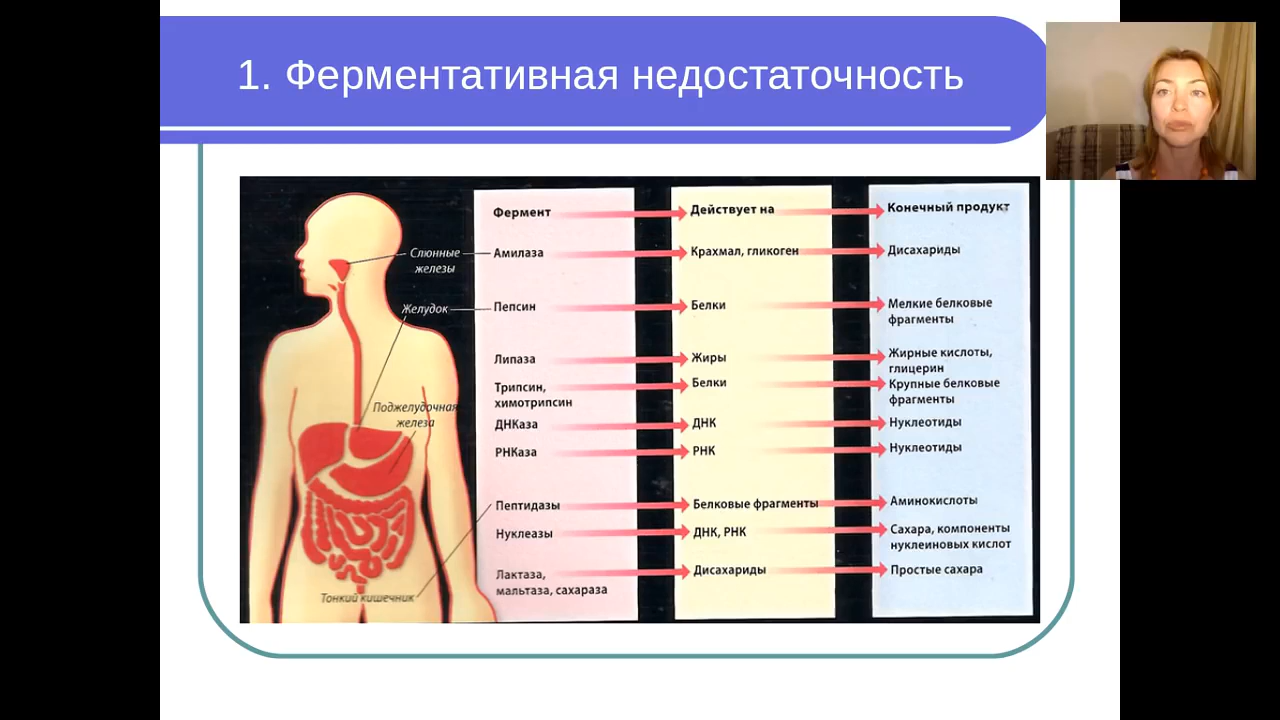 1. Ферментативная недостаточность
Фермент Действует на Конечный продукт
Слюнные
железы
Амилаза Крахмал, гликоген Дисахариды
Желудок Пепсин Белки Мелкие белковые
фрагменты
Липаза Жиры Жирные кислоты,
глицерин
Трипсин,
химотрипсин
Белки Крупные белковые
фрагменты
Поджелудочная
железа
ДНКаза ДНК Нуклеотиды
РНКаза РНК Нуклеотиды
Пептидазы Белковые фрагменты Аминокислоты
Нуклеазы ДНК, РНК Сахара, компоненты
нуклеиновых кислот
Лактаза,
мальтаза, сахараза
Дисахариды Простые сахара
Тонкий кишечник